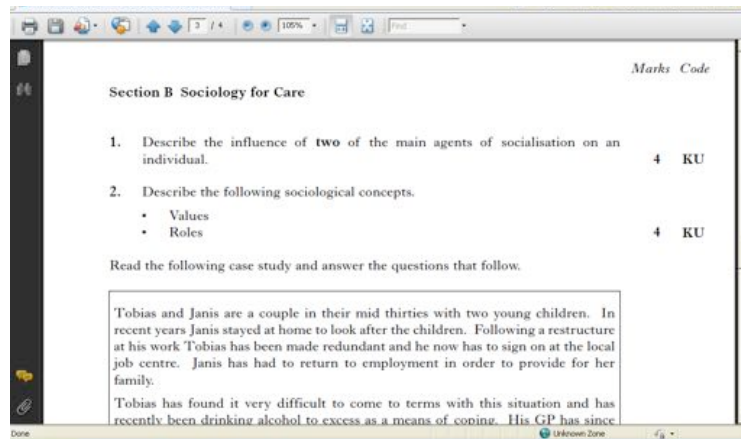 3 / 4
105%
Find
Marks Code
Section B Sociology for Care
1. Describe the influence of two of the main agents of socialisation on an
individual. 4 KU
2. Describe the following sociological concepts.
• Values
• Roles 4 KU
Read the following case study and answer the questions that follow.
Tobias and Janis are a couple in their mid thirties with two young children. In
recent years Janis stayed at home to look after the children. Following a restructure
at his work Tobias has been made redundant and he now has to sign on at the local
job centre. Janis has had to return to employment in order to provide for her
family.
Tobias has found it very difficult to come to terms with this situation and has
recently been drinking alcohol to excess as a means of coping. His GP has since
Done
Unknown Zone